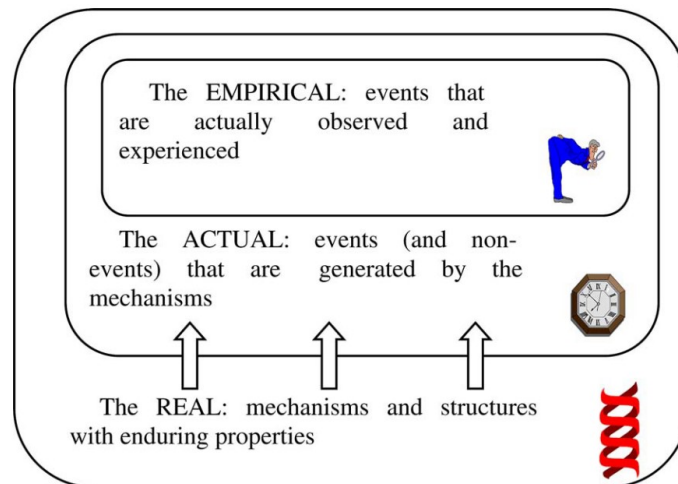 The EMPIRICAL: events that
are actually observed and
experienced
The ACTUAL: events (and non-
events) that are generated by the
mechanisms
The REAL: mechanisms and structures
with enduring properties